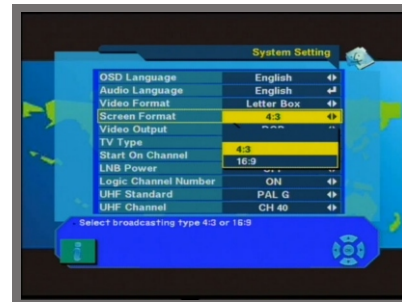 System Setting
OSD Language English
Audio Language English
Video Format Letter Box
Screen Format 4:3
Video Output
TV Type 4:3
Start On Channel 16:9
LNB Power
Logic Channel Number ON
UHF Standard PAL G
UHF Channel CH 40
Select broadcasting type 4:3 or 16:9